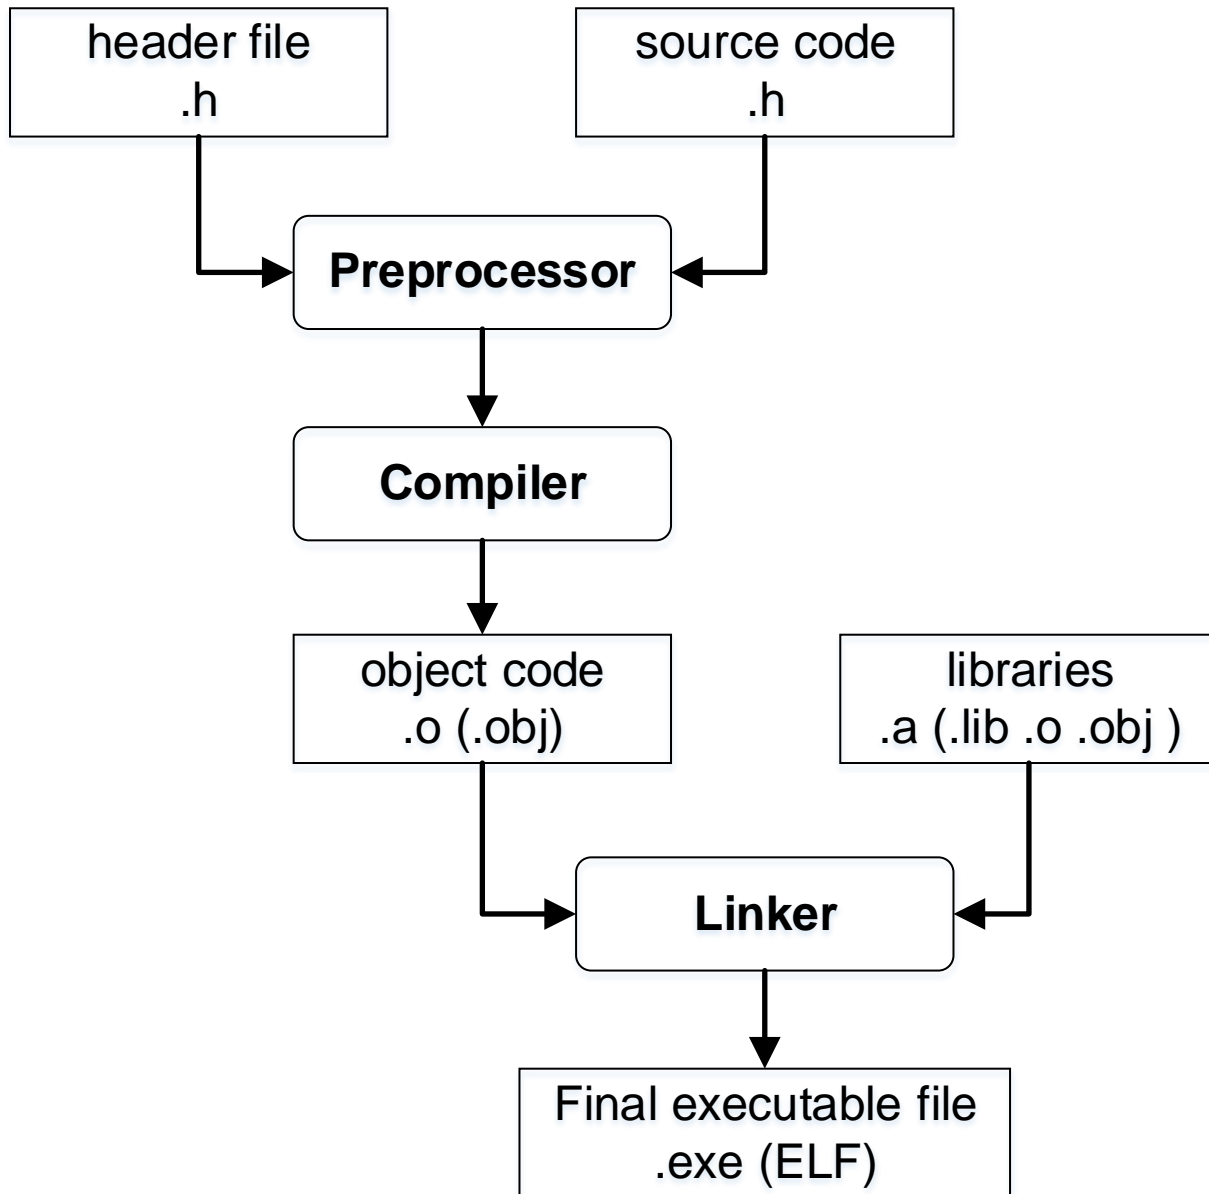 header file
.h
source code
.h
Preprocessor
Compiler
object code
.o (.obj)
libraries
.a (.lib .o .obj )
Linker
Final executable file
.exe (ELF)